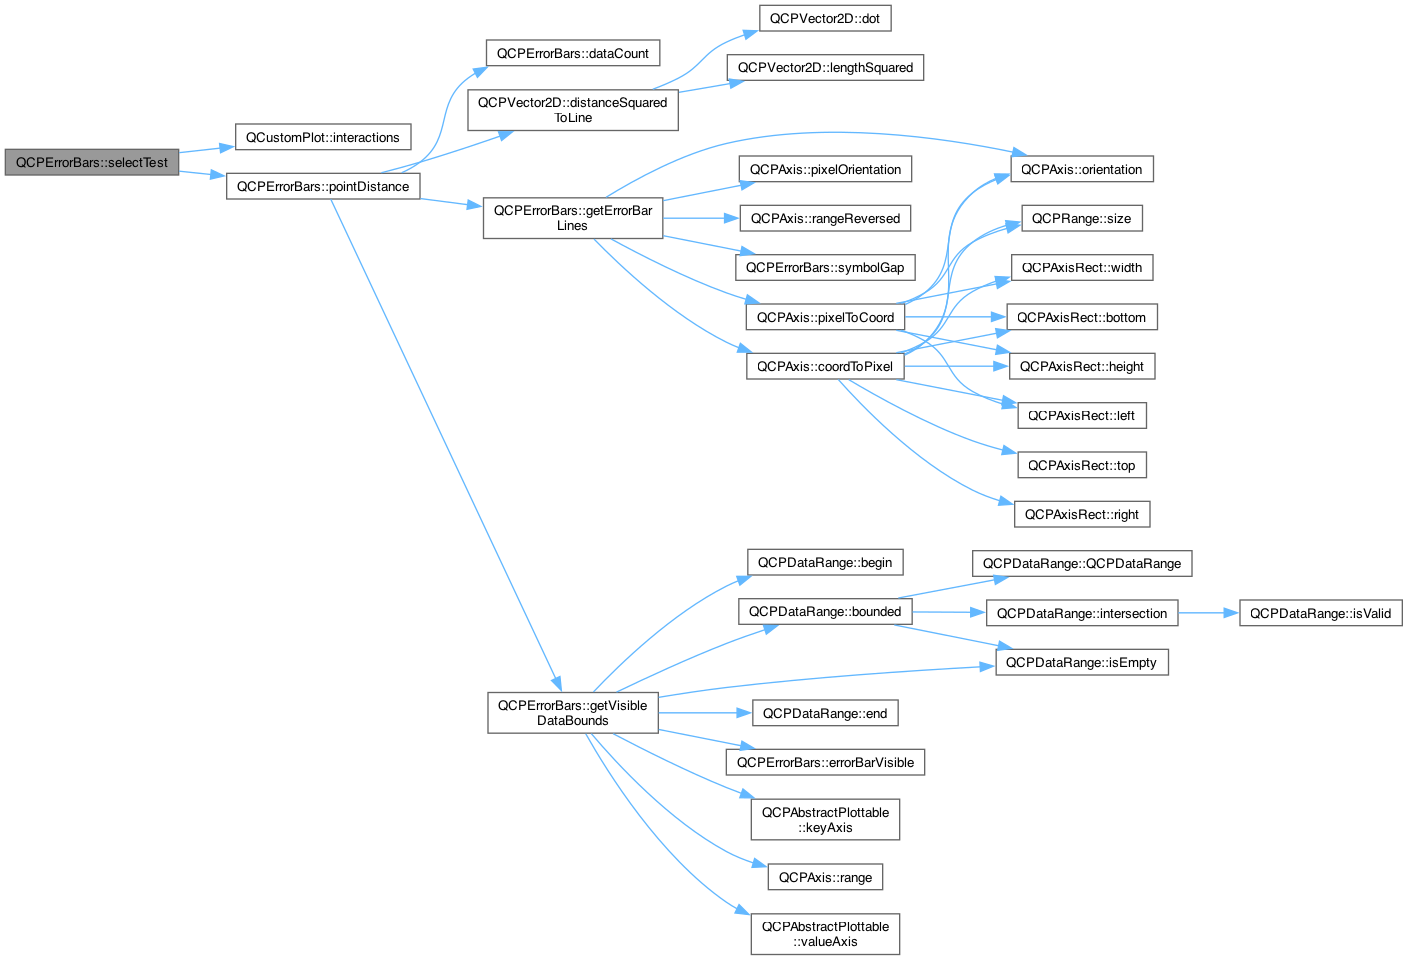 QCPErrorBars::selectTest
QCustomPlot::interactions
QCPErrorBars::pointDistance
QCPErrorBars::dataCount
QCPVector2D::distanceSquared
ToLine
QCPVector2D::dot
QCPVector2D::lengthSquared
QCPErrorBars::getErrorBar
Lines
QCPAxis::pixelOrientation
QCPAxis::rangeReversed
QCPErrorBars::symbolGap
QCPAxis::pixelToCoord
QCPAxis::coordToPixel
QCPAxis::orientation
QCPRange::size
QCPAxisRect::width
QCPAxisRect::bottom
QCPAxisRect::height
QCPAxisRect::left
QCPAxisRect::top
QCPAxisRect::right
QCPErrorBars::getVisible
DataBounds
QCPDataRange::begin
QCPDataRange::bounded
QCPDataRange::QCPDataRange
QCPDataRange::intersection
QCPDataRange::isValid
QCPDataRange::isEmpty
QCPDataRange::end
QCPErrorBars::errorBarVisible
QCPAbstractPlottable
::keyAxis
QCPAxis::range
QCPAbstractPlottable
::valueAxis